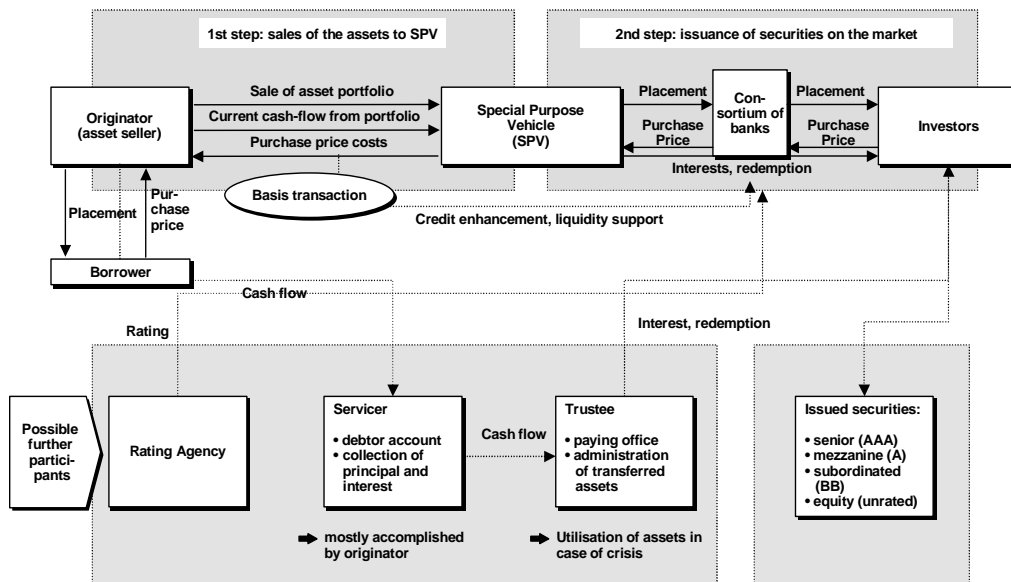 1st step: sales of the assets to SPV
2nd step: issuance of securities on the market
Originator
(asset seller)
Sale of asset portfolio
Current cash-flow from portfolio
Purchase price costs
Basis transaction
Special Purpose
Vehicle
(SPV)
Placement
Purchase
Price
Con-
sortium of
banks
Placement
Purchase
Price
Investors
Interests, redemption
Credit enhancement, liquidity support
Placement
Pur-
chase
price
Borrower
Cash flow
Rating
Interest, redemption
Possible
further
partici-
pants
Rating Agency
Servicer
• debtor account
• collection of
principal and
interest
Cash flow
Trustee
• paying office
• administration
of transferred
assets
Issued securities:
• senior (AAA)
• mezzanine (A)
• subordinated
(BB)
• equity (unrated)
mostly accomplished
by originator
Utilisation of assets in
case of crisis